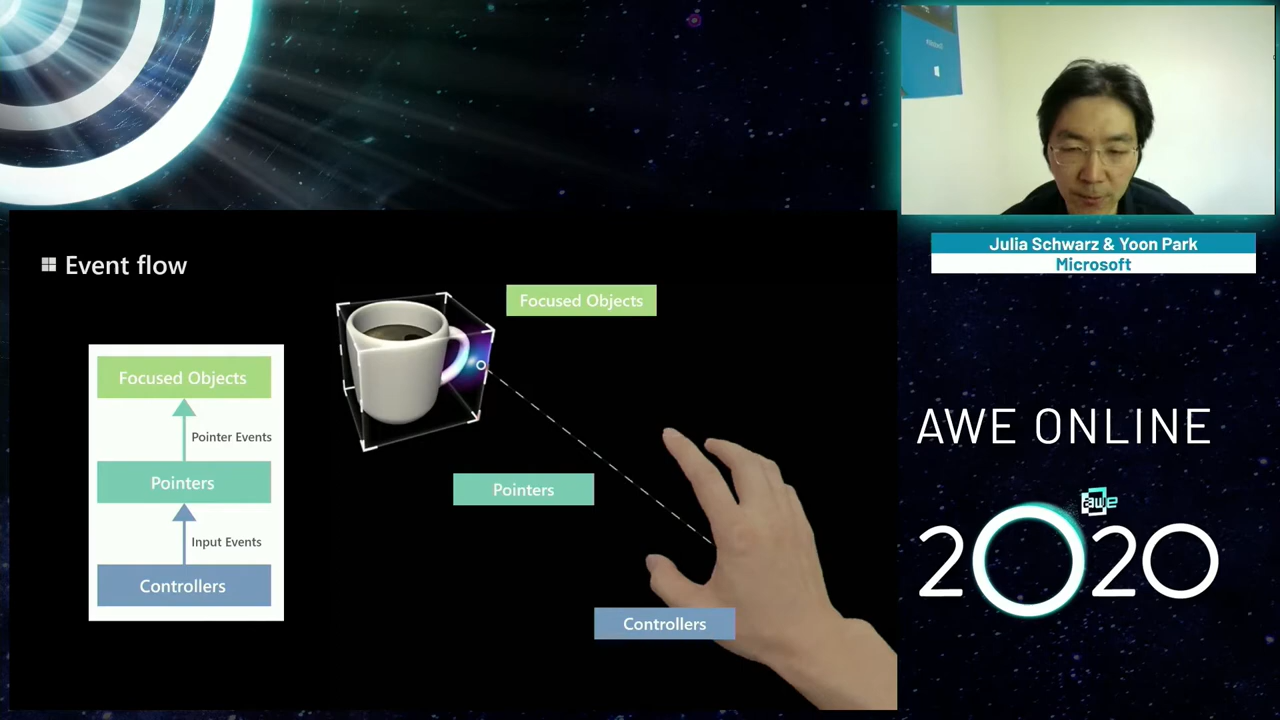 Event flow
Focused Objects
Pointer Events
Pointers
Input Events
Controllers
Focused Objects
Pointers
Controllers
Julia Schwarz & Yoon Park
Microsoft
AWE ONLINE
awe
2020